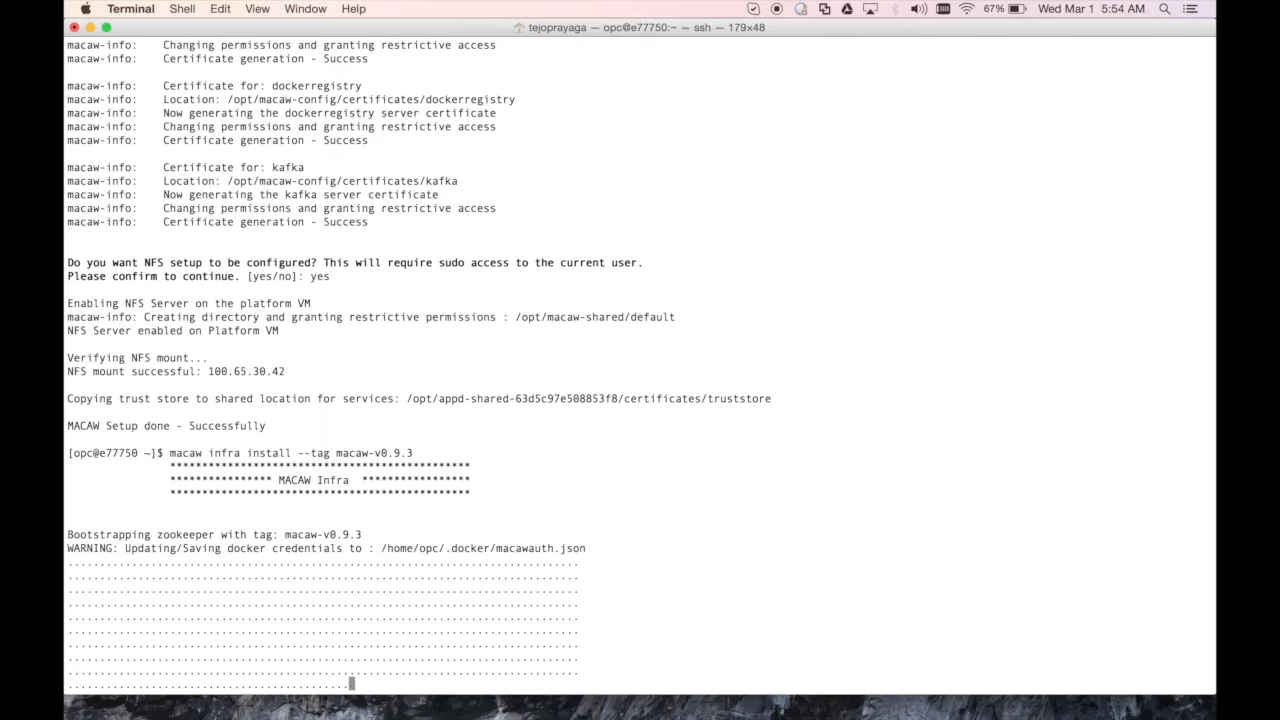 Terminal Shell Edit View Window Help 67% Wed Mar 1 5:54 AM
tejoprayaga — opc@e77750:~ — ssh — 179×48
macaw-info: Changing permissions and granting restrictive access
macaw-info: Certificate generation - Success
macaw-info: Certificate for: dockerregistry
macaw-info: Location: /opt/macaw-config/certificates/dockerregistry
macaw-info: Now generating the dockerregistry server certificate
macaw-info: Changing permissions and granting restrictive access
macaw-info: Certificate generation - Success
macaw-info: Certificate for: kafka
macaw-info: Location: /opt/macaw-config/certificates/kafka
macaw-info: Now generating the kafka server certificate
macaw-info: Changing permissions and granting restrictive access
macaw-info: Certificate generation - Success
Do you want NFS setup to be configured? This will require sudo access to the current user.
Please confirm to continue. [yes/no]: yes
Enabling NFS Server on the platform VM
macaw-info: Creating directory and granting restrictive permissions : /opt/macaw-shared/default
NFS Server enabled on Platform VM
Verifying NFS mount...
NFS mount successful: 100.65.30.42
Copying trust store to shared location for services: /opt/appd-shared-63d5c97e508853f8/certificates/truststore
MACAW Setup done - Successfully
[opc@e77750 ~]$ macaw infra install --tag macaw-v0.9.3
***********************************************
**************** MACAW Infra *****************
***********************************************
Bootstrapping zookeeper with tag: macaw-v0.9.3
WARNING: Updating/Saving docker credentials to : /home/opc/.docker/macawauth.json
................................................................................
................................................................................
................................................................................
................................................................................
................................................................................
................................................................................
................................................................................
................................................................................
................................................................................
............................................